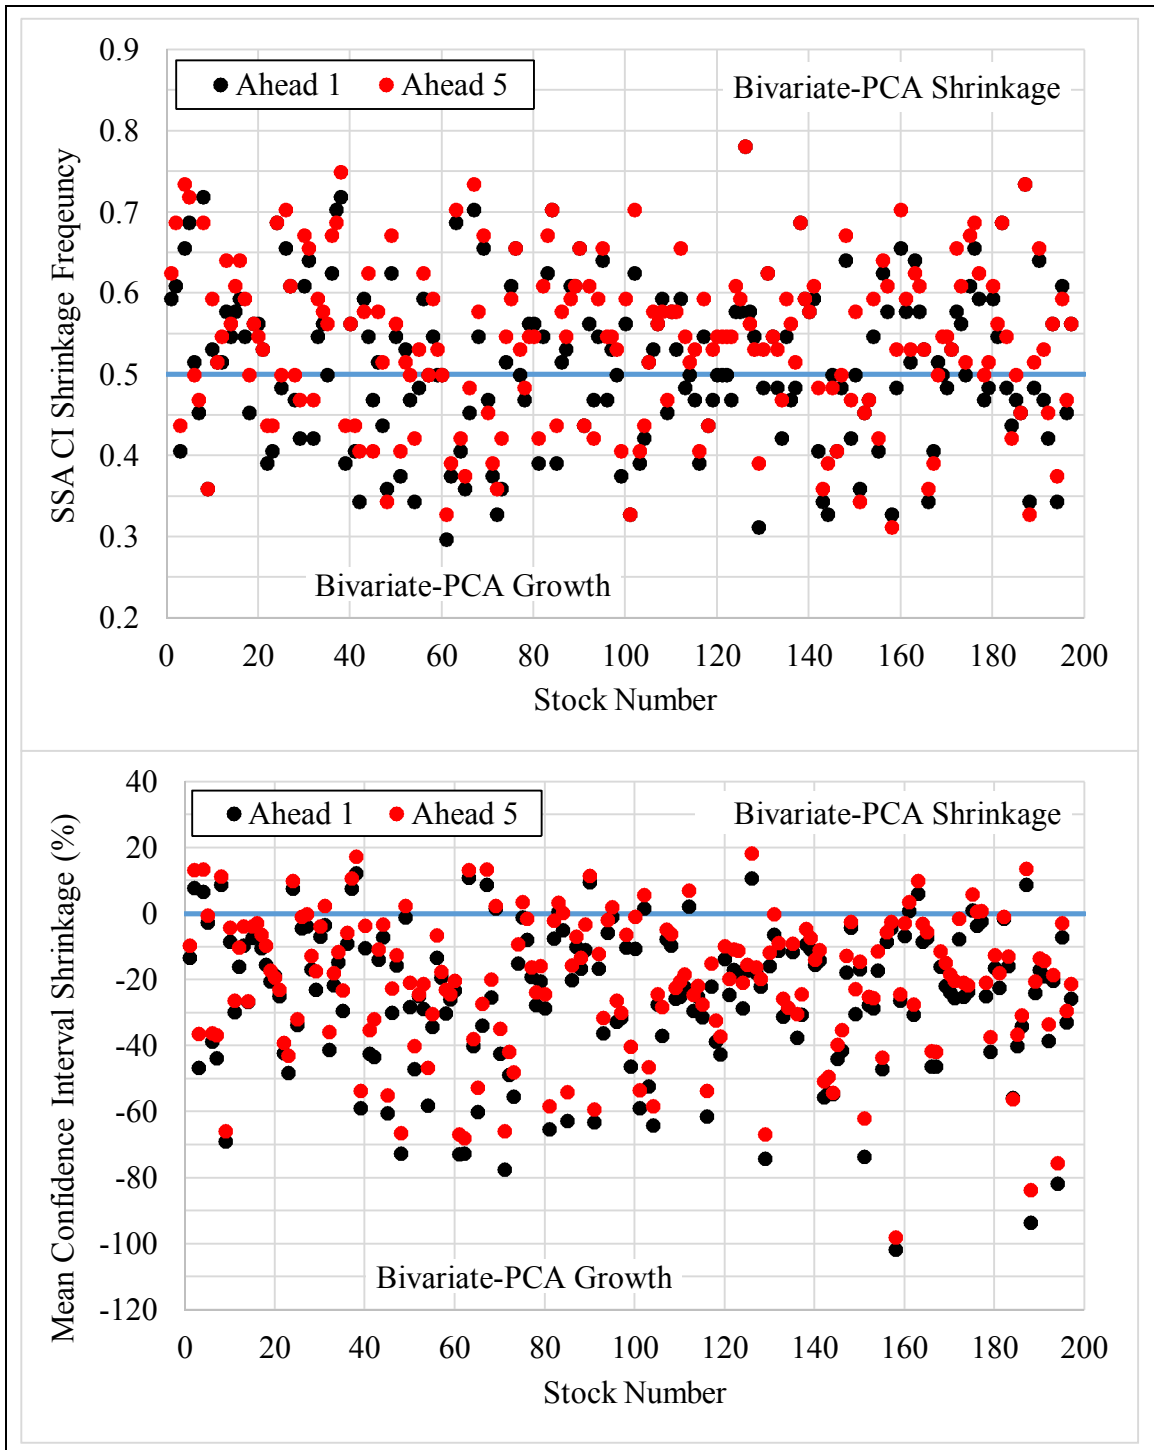 0.9
Ahead 1 Ahead 5
Bivariate-PCA Shrinkage
0.8
0.7
0.6
0.5
0.4
0.3
Bivariate-PCA Growth
0.2
SSA CI Shrinkage Freqeuncy
0 20 40 60 80 100 120 140 160 180 200
Stock Number
40
Ahead 1 Ahead 5
Bivariate-PCA Shrinkage
20
0
-20
-40
-60
-80
-100
Bivariate-PCA Growth
-120
Mean Confidence Interval Shrinkage (%)
0 20 40 60 80 100 120 140 160 180 200
Stock Number